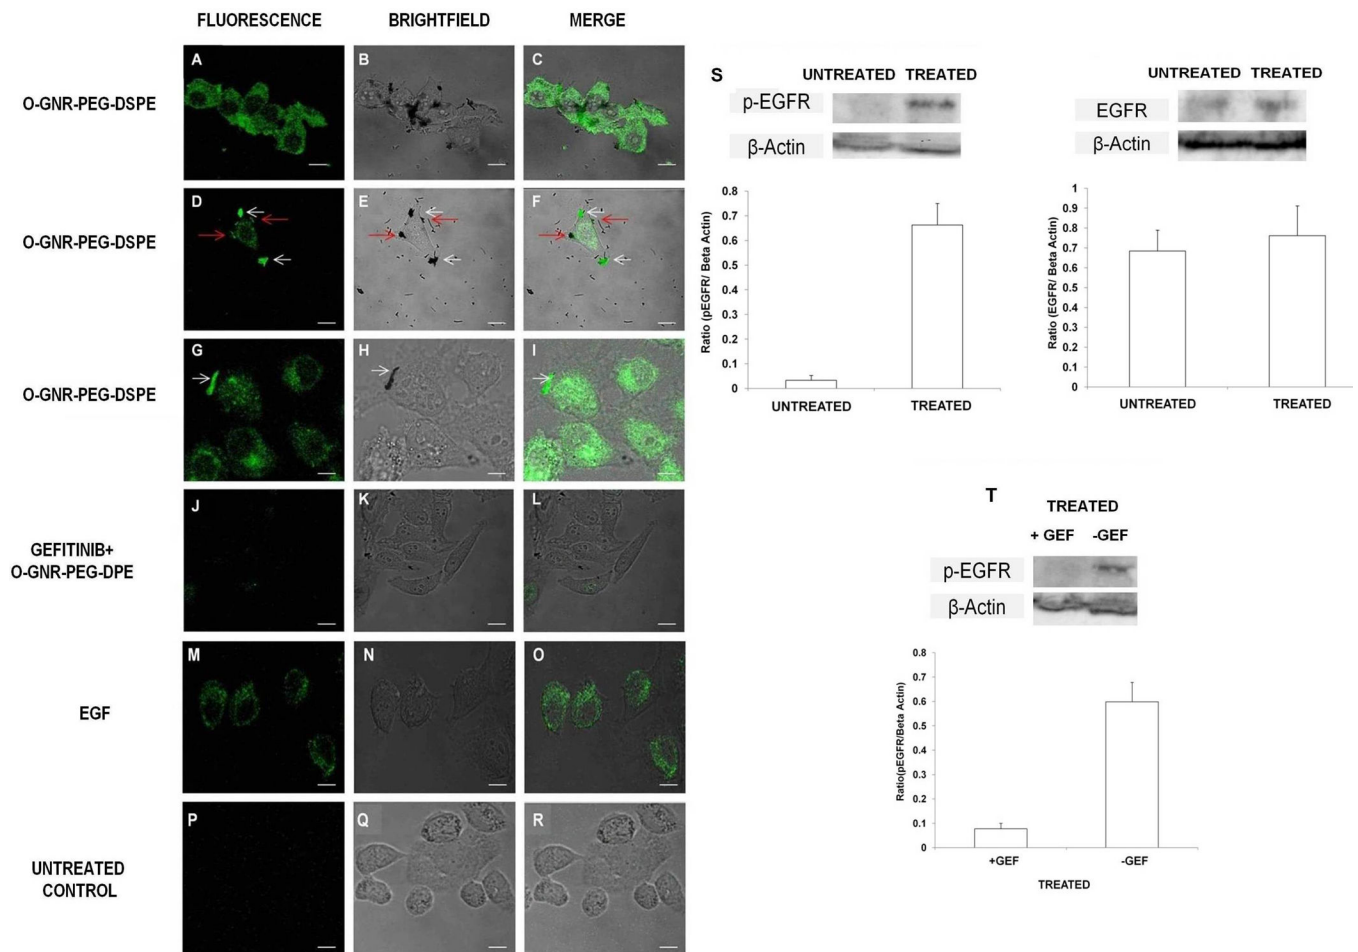 FLUORESCENCE BRIGHTFIELD MERGE
O-GNR-PEG-DSPE
A B C
O-GNR-PEG-DSPE
D E F
O-GNR-PEG-DSPE
G H I
GEFITINIB+
O-GNR-PEG-DPE
J K L
EGF
M N O
UNTREATED
CONTROL
P Q R
S
UNTREATED TREATED
p-EGFR
β-Actin
0.8
0.7
0.6
0.5
0.4
0.3
0.2
0.1
0
Ratio (pEGFR/ Beta Actin)
UNTREATED TREATED
UNTREATED TREATED
EGFR
β-Actin
1
0.9
0.8
0.7
0.6
0.5
0.4
0.3
0.2
0.1
0
Ratio (EGFR/ Beta Actin)
UNTREATED TREATED
T
TREATED
+ GEF -GEF
p-EGFR
β-Actin
0.8
0.7
0.6
0.5
0.4
0.3
0.2
0.1
0
Ratio(pEGFR/Beta Actin)
+GEF -GEF
TREATED